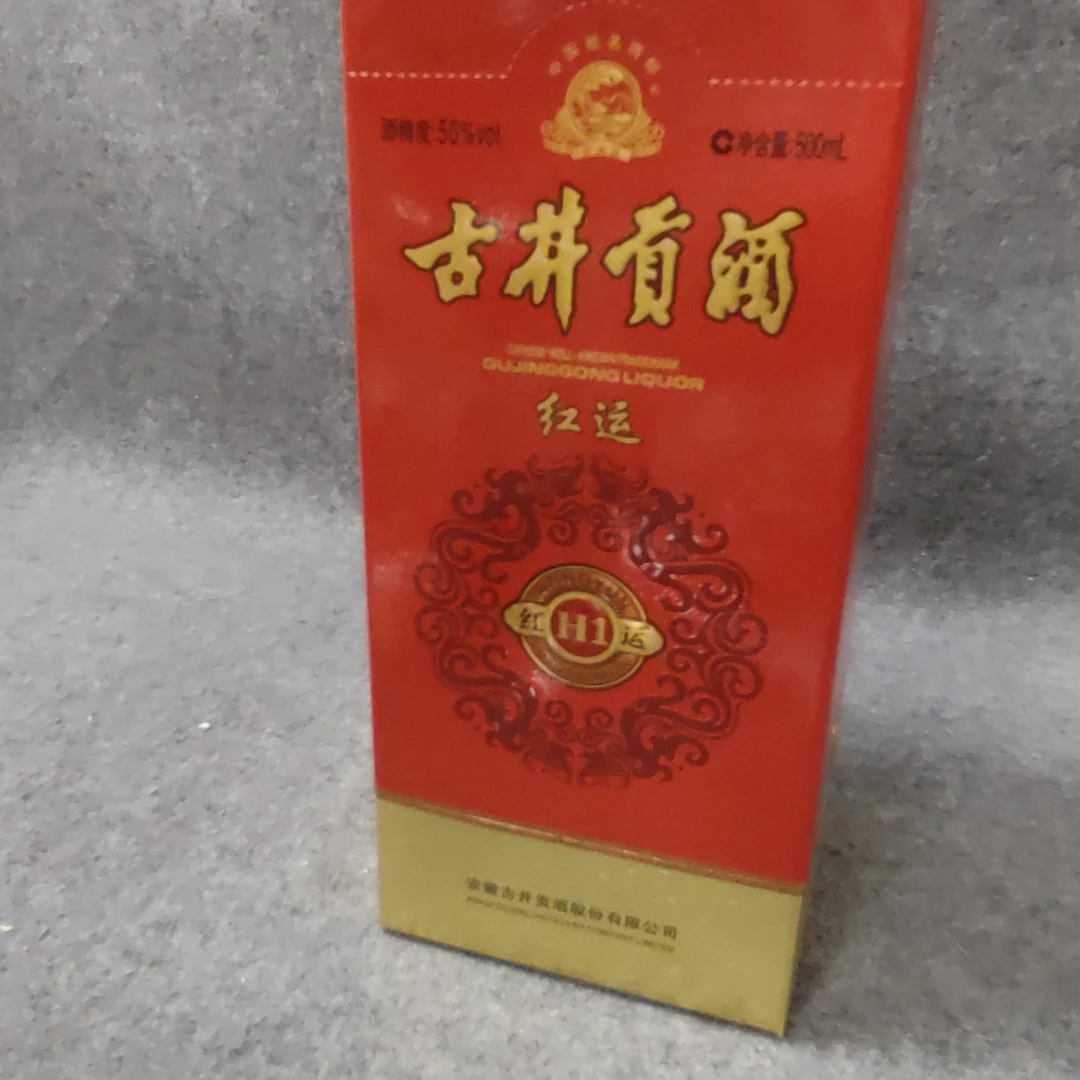 酒精度:50%vol
净含量:500mL
古井贡酒
GUJINGGONG LIQUOR
红运
红 H1 运
安徽古井贡酒股份有限公司